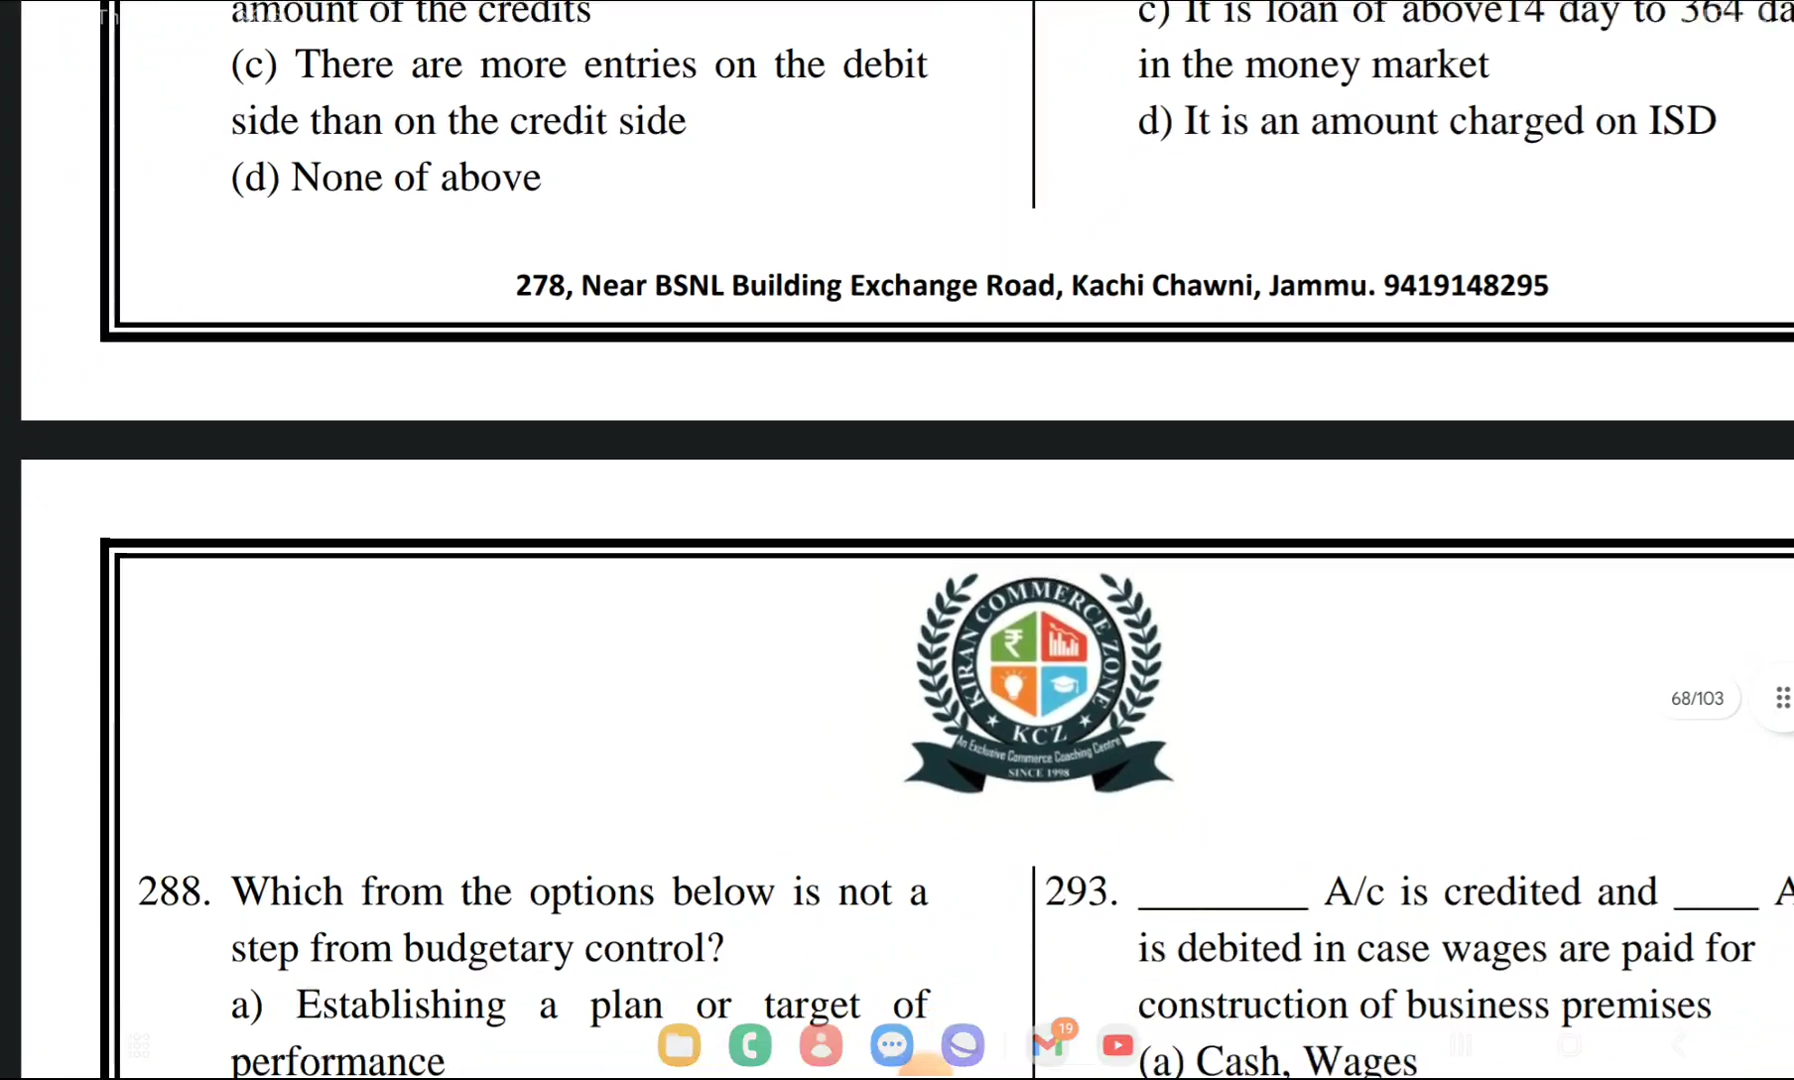 amount of the credits
(c) There are more entries on the debit
side than on the credit side
(d) None of above
c) It is loan of above14 day to 364 da
in the money market
d) It is an amount charged on ISD
278, Near BSNL Building Exchange Road, Kachi Chawni, Jammu. 9419148295
KIRAN COMMERCE ZONE
KCZ
An Exclusive Commerce Coaching Centre
SINCE 1998
68/103
288. Which from the options below is not a
step from budgetary control?
a) Establishing a plan or target of
performance
293. ________ A/c is credited and ____ A
is debited in case wages are paid for
construction of business premises
(a) Cash, Wages
19